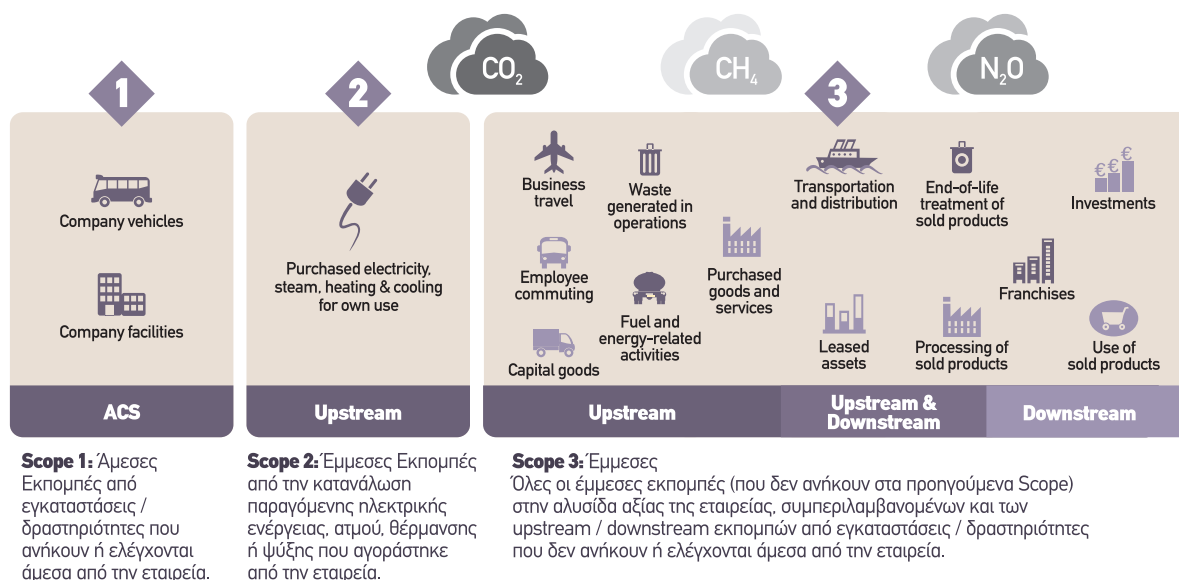 CO2
CH4
N2O
1
2
3
Company vehicles
Company facilities
ACS
Purchased electricity,
steam, heating & cooling
for own use
Upstream
Business
travel
Waste
generated in
operations
Employee
commuting
Fuel and
energy-related
activities
Purchased
goods and
services
Capital goods
Transportation
and distribution
End-of-life
treatment of
sold products
€€€
Investments
Franchises
Leased
assets
Processing of
sold products
Use of
sold products
Upstream
Upstream &
Downstream
Downstream
Scope 1: Άμεσες
Εκπομπές από
εγκαταστάσεις /
δραστηριότητες που
ανήκουν ή ελέγχονται
άμεσα από την εταιρεία.
Scope 2: Έμμεσες Εκπομπές
από την κατανάλωση
παραγόμενης ηλεκτρικής
ενέργειας, ατμού, θέρμανσης
ή ψύξης που αγοράστηκε
από την εταιρεία.
Scope 3: Έμμεσες
Όλες οι έμμεσες εκπομπές (που δεν ανήκουν στα προηγούμενα Scope)
στην αλυσίδα αξίας της εταιρείας, συμπεριλαμβανομένων και των
upstream / downstream εκπομπών από εγκαταστάσεις / δραστηριότητες
που δεν ανήκουν ή ελέγχονται άμεσα από την εταιρεία.